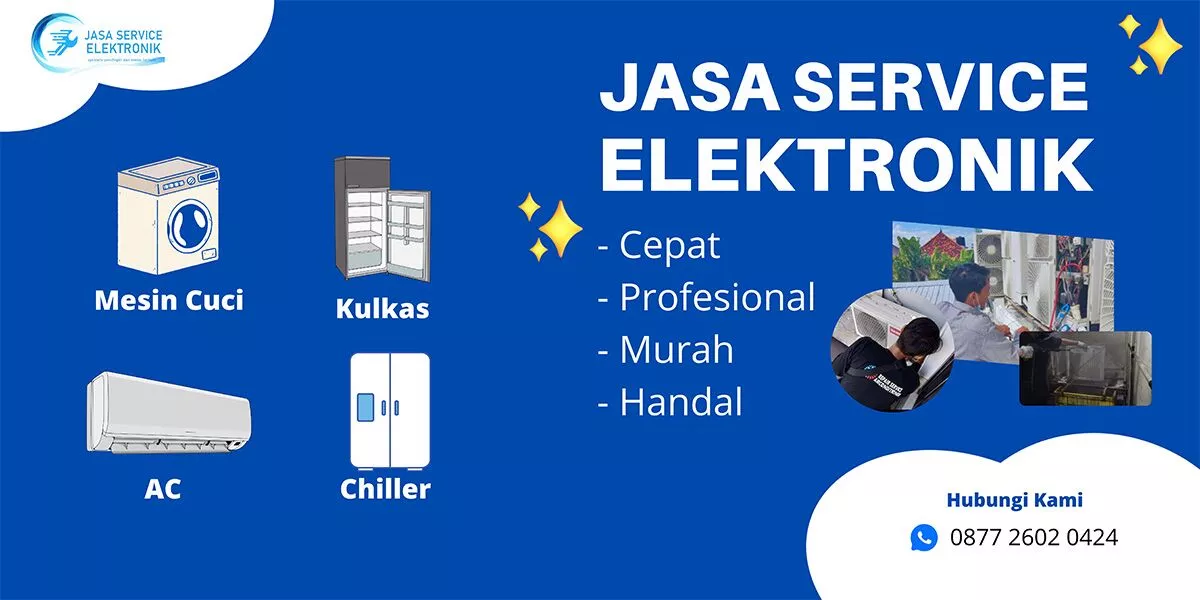 JASA SERVICE
ELEKTRONIK
JASA SERVICE
ELEKTRONIK
- Cepat
- Profesional
- Murah
- Handal
Mesin Cuci
Kulkas
AC
Chiller
Hubungi Kami
0877 2602 0424